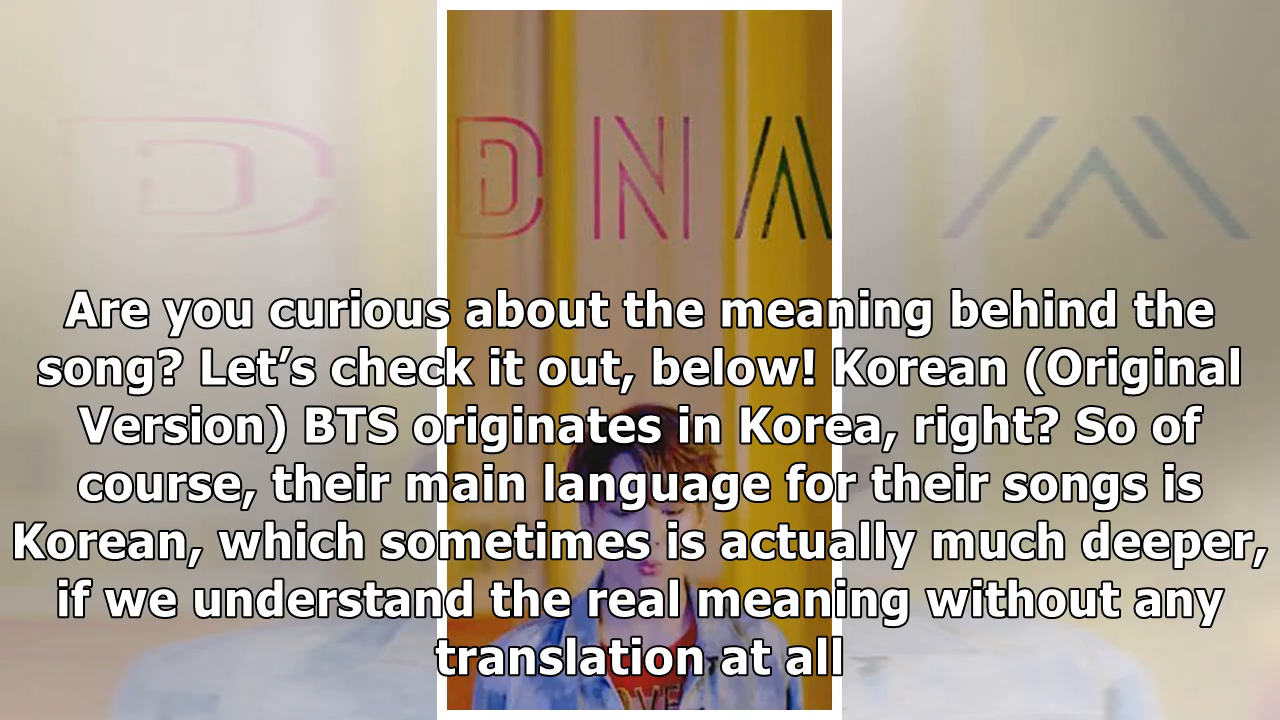 DNA
Are you curious about the meaning behind the
song? Let’s check it out, below! Korean (Original
Version) BTS originates in Korea, right? So of
course, their main language for their songs is
Korean, which sometimes is actually much deeper,
if we understand the real meaning without any
translation at all